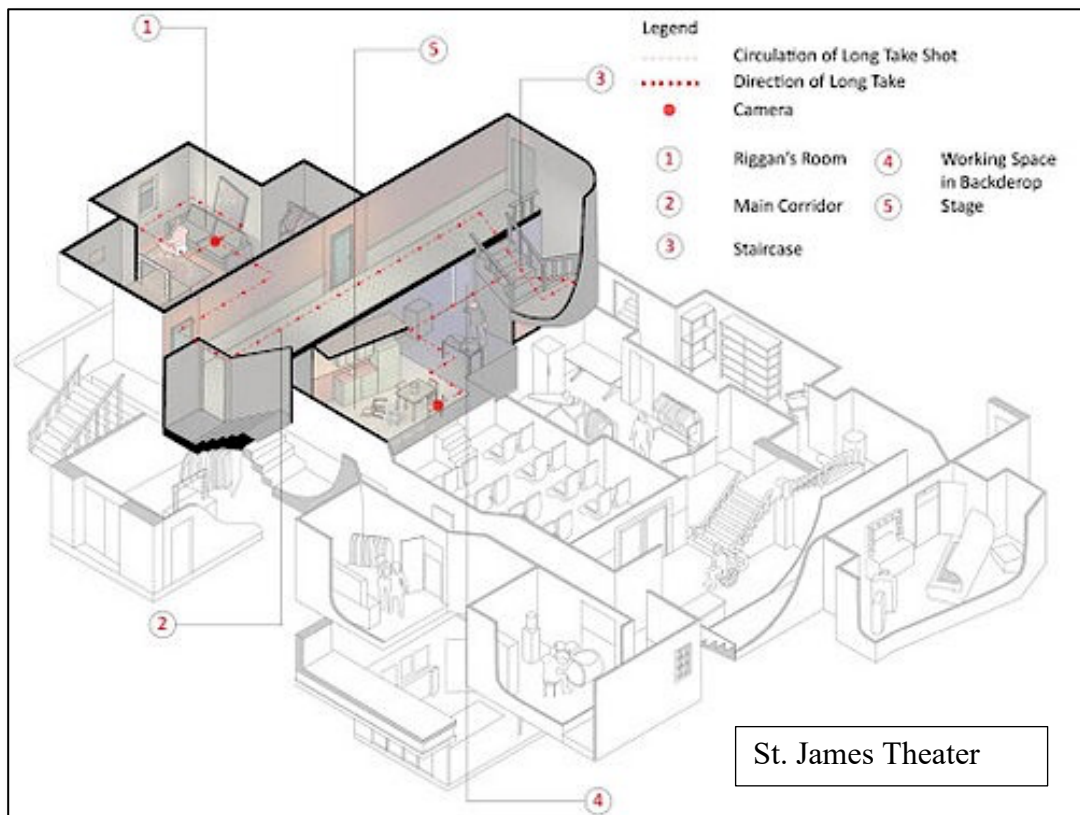 1
5
3
Legend
Circulation of Long Take Shot
Direction of Long Take
Camera
1 Riggan's Room
4 Working Space
in Backderop
2 Main Corridor
5 Stage
3 Staircase
2
4
St. James Theater